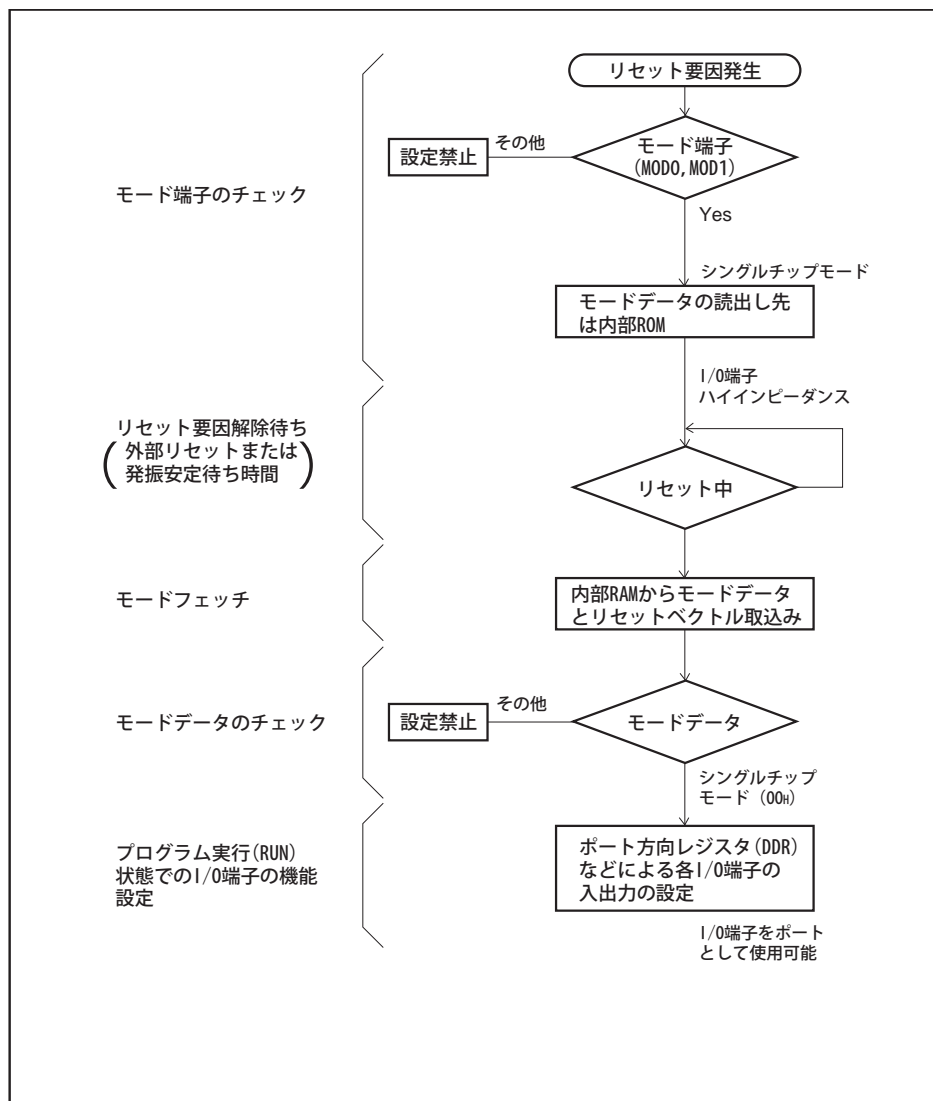 リセット要因発生
モード端子
(MOD0,MOD1)
その他
設定禁止
モード端子のチェック
Yes
シングルチップモード
モードデータの読出し先
は内部ROM
I/O端子
ハイインピーダンス
リセット要因解除待ち
(外部リセットまたは
発振安定待ち時間)
リセット中
モードフェッチ
内部RAMからモードデータ
とリセットベクトル取込み
モードデータのチェック
設定禁止
その他
モードデータ
シングルチップ
モード (00H)
プログラム実行(RUN)
状態でのI/O端子の機能
設定
ポート方向レジスタ(DDR)
などによる各I/O端子の
入出力の設定
I/O端子をポート
として使用可能